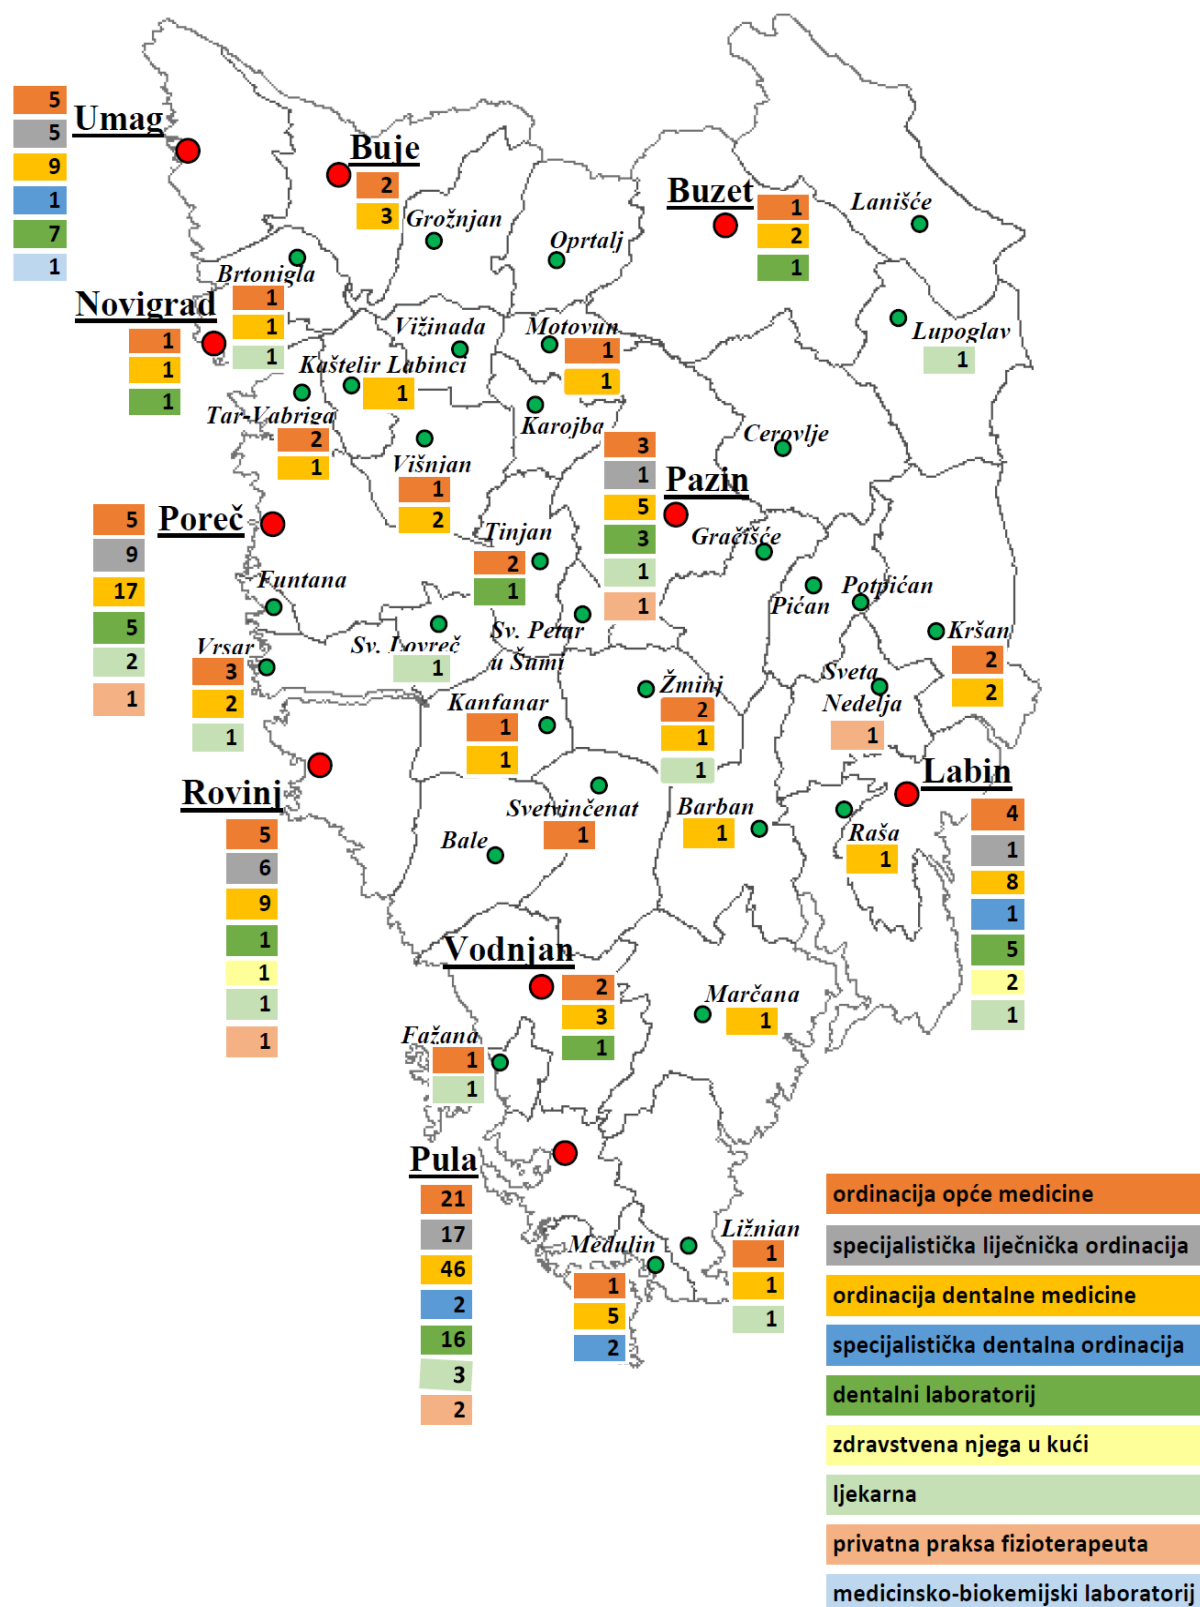 Umag
5
5
9
1
7
1
Buje
2
3
Grožnjan
Oprtalj
Buzet
1
2
1
Lanišće
Brtonigla
1
1
1
Novigrad
1
1
1
Vižinada
Motovun
1
1
Lupoglav
1
Kaštelir Labinci
1
Tar-Vabriga
2
1
Karojba
Cerovlje
Višnjan
1
2
Pazin
3
1
5
3
1
1
Poreč
5
9
17
5
2
1
Tinjan
2
1
Gračišće
Funtana
Pićan
Potpićan
Sv. Petar
u Šumi
Sv. Lovreč
1
Kršan
2
2
Vrsar
3
2
1
Žminj
2
1
1
Sveta
Nedelja
1
Kanfanar
1
1
Rovinj
5
6
9
1
1
1
1
Labin
4
1
8
1
5
2
1
Svetvinčenat
1
Barban
1
Raša
1
Bale
Vodnjan
2
3
1
Marčana
1
Fažana
1
1
Pula
21
17
46
2
16
3
2
Medulin
1
5
2
Ližnjan
1
1
1
ordinacija opće medicine
specijalistička liječnička ordinacija
ordinacija dentalne medicine
specijalistička dentalna ordinacija
dentalni laboratorij
zdravstvena njega u kući
ljekarna
privatna praksa fizioterapeuta
medicinsko-biokemijski laboratorij